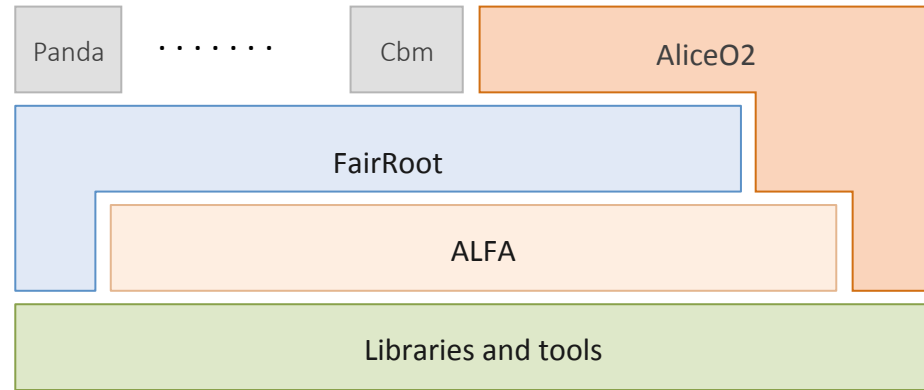 Panda ....... Cbm AliceO2
FairRoot
ALFA
Libraries and tools